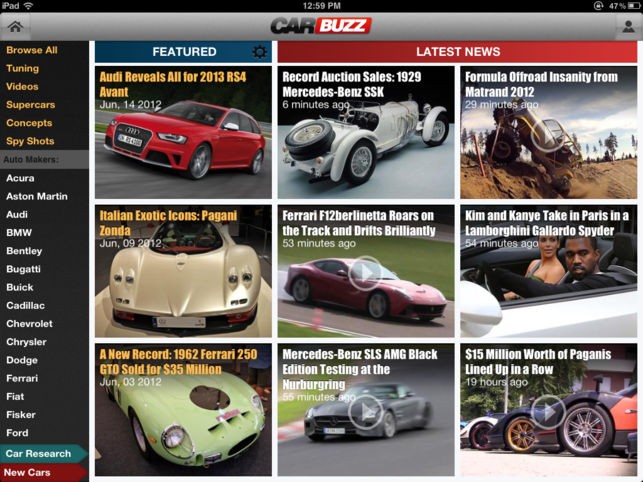 iPad
12:59 PM
47%
CARBUZZ
Browse All
Tuning
Videos
Supercars
Concepts
Spy Shots
Auto Makers:
Acura
Aston Martin
Audi
BMW
Bentley
Bugatti
Buick
Cadillac
Chevrolet
Chrysler
Dodge
Ferrari
Fiat
Fisker
Ford
Car Research
New Cars
FEATURED
Audi Reveals All for 2013 RS4
Avant
Jun, 14 2012
Italian Exotic Icons: Pagani
Zonda
Jun, 09 2012
A New Record: 1962 Ferrari 250
GTO Sold for $35 Million
Jun, 03 2012
LATEST NEWS
Record Auction Sales: 1929
Mercedes-Benz SSK
6 minutes ago
Formula Offroad Insanity from
Matrand 2012
29 minutes ago
Ferrari F12berlinetta Roars on
the Track and Drifts Brilliantly
53 minutes ago
Kim and Kanye Take in Paris in a
Lamborghini Gallardo Spyder
54 minutes ago
Mercedes-Benz SLS AMG Black
Edition Testing at the
Nurburgring
55 minutes ago
$15 Million Worth of Paganis
Lined Up in a Row
19 hours ago